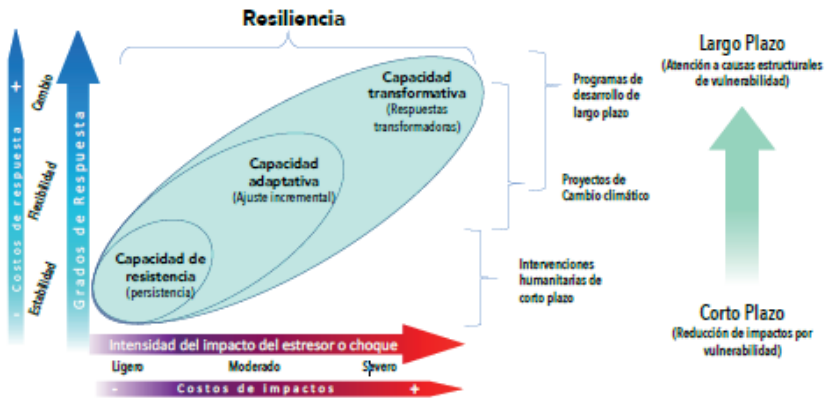 Resiliencia
+
Costos de respuesta
-
Cambio
Flexibilidad
Estabilidad
Grados de Respuesta
Capacidad
transformativa
(Respuestas
transformadoras)
Capacidad
adaptativa
(Ajuste incremental)
Capacidad de
resistencia
(persistencia)
Intensidad del impacto del estresor o choque
Ligero Moderado Severo
- Costos de impactos +
Programas de
desarrollo de
largo plazo
Proyectos de
Cambio climático
Intervenciones
humanitarias de
corto plazo
Largo Plazo
(Atención a causas estructurales
de vulnerabilidad)
Corto Plazo
(Reducción de impactos por
vulnerabilidad)